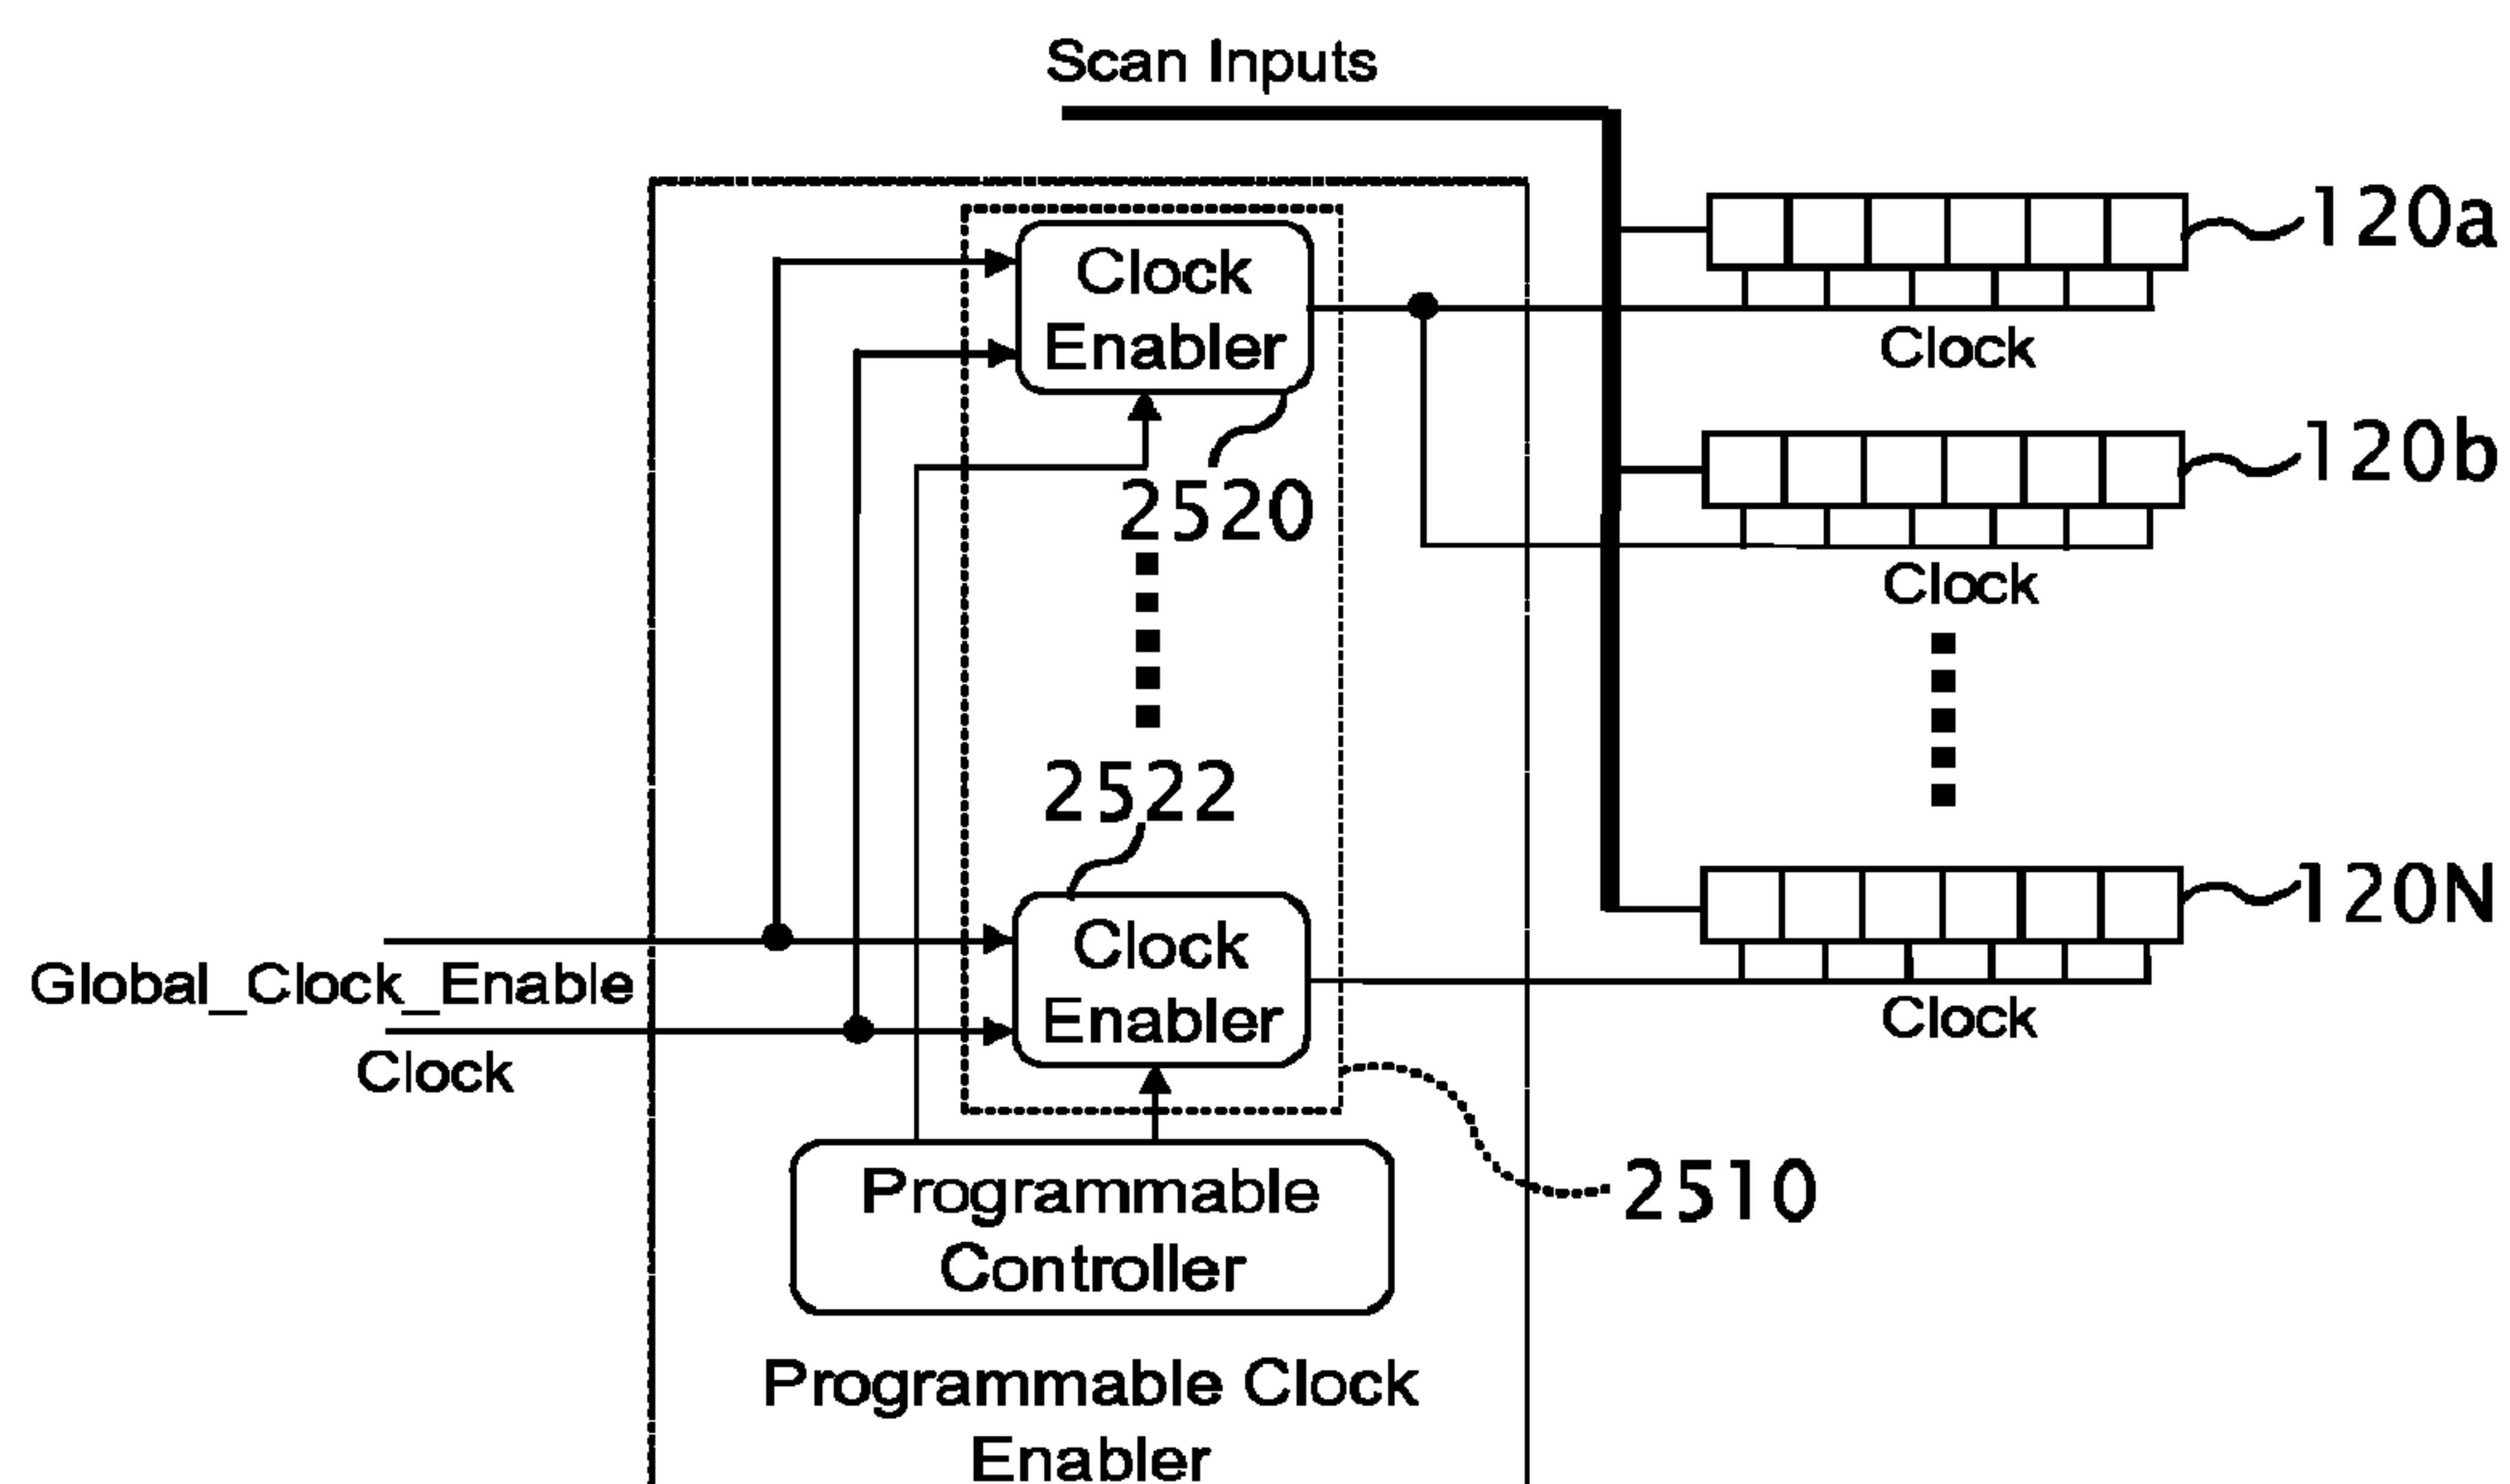 Scan Inputs
120a
Clock
Enabler
Clock
120b
2520
Clock
2522
120N
Clock
Enabler
Global_Clock_Enable
Clock
Clock
2510
Programmable
Controller
Programmable Clock
Enabler